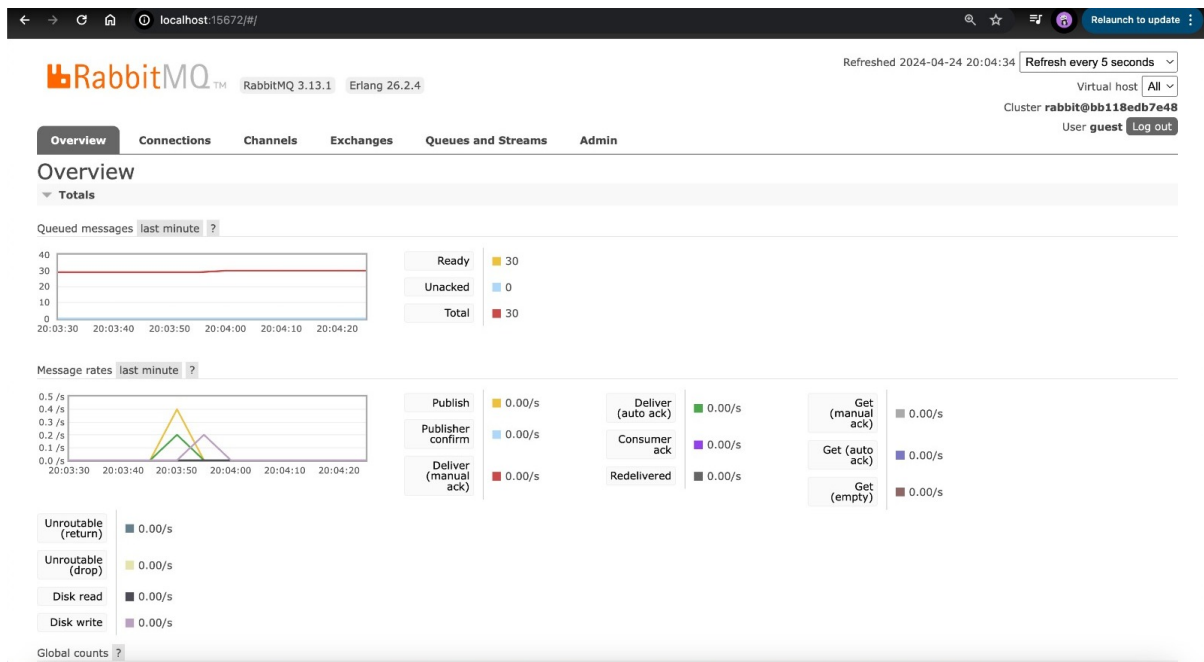 localhost:15672/#/
Relaunch to update
RabbitMQ TM
RabbitMQ 3.13.1 Erlang 26.2.4
Refreshed 2024-04-24 20:04:34 Refresh every 5 seconds
Virtual host All
Cluster rabbit@bb118edb7e48
User guest Log out
Overview Connections Channels Exchanges Queues and Streams Admin
Overview
Totals
Queued messages last minute ?
40
30
20
10
0
20:03:30 20:03:40 20:03:50 20:04:00 20:04:10 20:04:20
Ready 30
Unacked 0
Total 30
Message rates last minute ?
0.5 /s
0.4 /s
0.3 /s
0.2 /s
0.1 /s
0.0 /s
20:03:30 20:03:40 20:03:50 20:04:00 20:04:10 20:04:20
Publish 0.00/s
Publisher
confirm 0.00/s
Deliver
(manual
ack) 0.00/s
Deliver
(auto ack) 0.00/s
Consumer
ack 0.00/s
Redelivered 0.00/s
Get
(manual
ack) 0.00/s
Get (auto
ack) 0.00/s
Get
(empty) 0.00/s
Unroutable
(return) 0.00/s
Unroutable
(drop) 0.00/s
Disk read 0.00/s
Disk write 0.00/s
Global counts ?